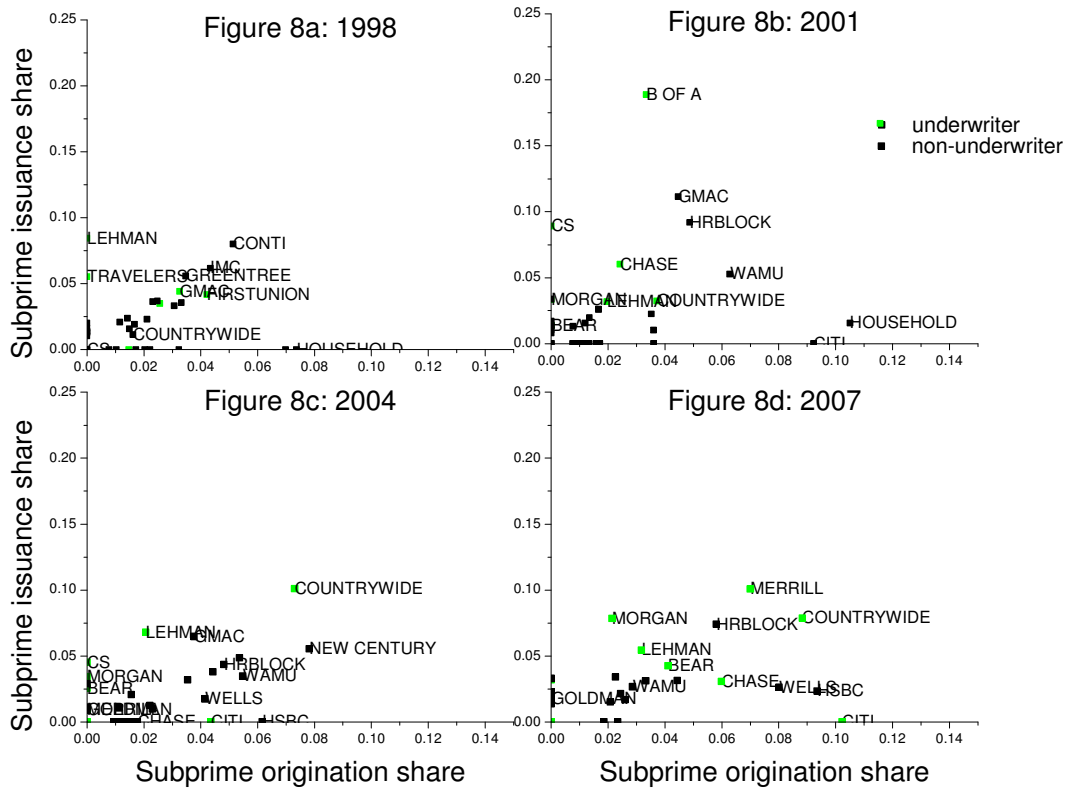 Figure 8a: 1998
Subprime issuance share
0.25
0.20
0.15
0.10
0.05
0.00
LEHMAN
CONTI
IMC
TRAVELERS
GREENTREE
GMAC
FIRSTUNION
COUNTRYWIDE
CS
HOUSEHOLD
0.00 0.02 0.04 0.06 0.08 0.10 0.12 0.14
Figure 8b: 2001
0.25
0.20
0.15
0.10
0.05
0.00
B OF A
underwriter
non-underwriter
GMAC
HRBLOCK
CS
CHASE
WAMU
MORGAN
LEHMAN
COUNTRYWIDE
BEAR
HOUSEHOLD
CITI
0.00 0.02 0.04 0.06 0.08 0.10 0.12 0.14
Figure 8c: 2004
Subprime issuance share
0.25
0.20
0.15
0.10
0.05
0.00
COUNTRYWIDE
LEHMAN
GMAC
NEW CENTURY
CS
HRBLOCK
MORGAN
WAMU
BEAR
WELLS
CHASE
CITI
HSBC
0.00 0.02 0.04 0.06 0.08 0.10 0.12 0.14
Subprime origination share
Figure 8d: 2007
0.25
0.20
0.15
0.10
0.05
0.00
MERRILL
MORGAN
HRBLOCK
COUNTRYWIDE
LEHMAN
BEAR
CHASE
WAMU
WELLS
HSBC
GOLDMAN
CITI
0.00 0.02 0.04 0.06 0.08 0.10 0.12 0.14
Subprime origination share